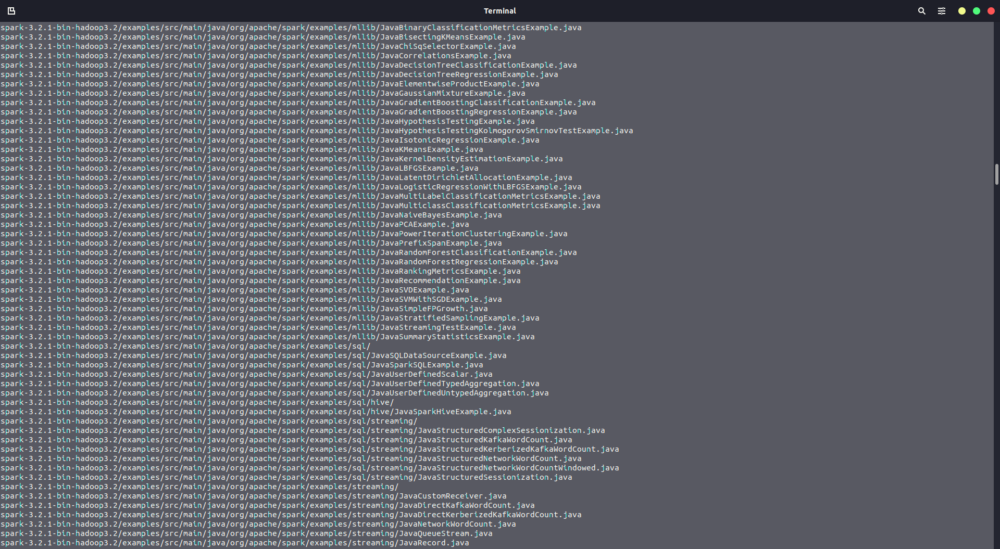 Terminal
spark-3.2.1-bin-hadoop3.2/examples/src/main/java/org/apache/spark/examples/mllib/JavaBinaryClassificationMetricsExample.java
spark-3.2.1-bin-hadoop3.2/examples/src/main/java/org/apache/spark/examples/mllib/JavaBisectingKMeansExample.java
spark-3.2.1-bin-hadoop3.2/examples/src/main/java/org/apache/spark/examples/mllib/JavaChiSqSelectorExample.java
spark-3.2.1-bin-hadoop3.2/examples/src/main/java/org/apache/spark/examples/mllib/JavaCorrelationsExample.java
spark-3.2.1-bin-hadoop3.2/examples/src/main/java/org/apache/spark/examples/mllib/JavaDecisionTreeClassificationExample.java
spark-3.2.1-bin-hadoop3.2/examples/src/main/java/org/apache/spark/examples/mllib/JavaDecisionTreeRegressionExample.java
spark-3.2.1-bin-hadoop3.2/examples/src/main/java/org/apache/spark/examples/mllib/JavaElementwiseProductExample.java
spark-3.2.1-bin-hadoop3.2/examples/src/main/java/org/apache/spark/examples/mllib/JavaGaussianMixtureExample.java
spark-3.2.1-bin-hadoop3.2/examples/src/main/java/org/apache/spark/examples/mllib/JavaGradientBoostingClassificationExample.java
spark-3.2.1-bin-hadoop3.2/examples/src/main/java/org/apache/spark/examples/mllib/JavaGradientBoostingRegressionExample.java
spark-3.2.1-bin-hadoop3.2/examples/src/main/java/org/apache/spark/examples/mllib/JavaHypothesisTestingExample.java
spark-3.2.1-bin-hadoop3.2/examples/src/main/java/org/apache/spark/examples/mllib/JavaHypothesisTestingKolmogorovSmirnovTestExample.java
spark-3.2.1-bin-hadoop3.2/examples/src/main/java/org/apache/spark/examples/mllib/JavaIsotonicRegressionExample.java
spark-3.2.1-bin-hadoop3.2/examples/src/main/java/org/apache/spark/examples/mllib/JavaKMeansExample.java
spark-3.2.1-bin-hadoop3.2/examples/src/main/java/org/apache/spark/examples/mllib/JavaKernelDensityEstimationExample.java
spark-3.2.1-bin-hadoop3.2/examples/src/main/java/org/apache/spark/examples/mllib/JavaLBFGSExample.java
spark-3.2.1-bin-hadoop3.2/examples/src/main/java/org/apache/spark/examples/mllib/JavaLatentDirichletAllocationExample.java
spark-3.2.1-bin-hadoop3.2/examples/src/main/java/org/apache/spark/examples/mllib/JavaLogisticRegressionWithLBFGSExample.java
spark-3.2.1-bin-hadoop3.2/examples/src/main/java/org/apache/spark/examples/mllib/JavaMultiLabelClassificationMetricsExample.java
spark-3.2.1-bin-hadoop3.2/examples/src/main/java/org/apache/spark/examples/mllib/JavaMulticlassClassificationMetricsExample.java
spark-3.2.1-bin-hadoop3.2/examples/src/main/java/org/apache/spark/examples/mllib/JavaNaiveBayesExample.java
spark-3.2.1-bin-hadoop3.2/examples/src/main/java/org/apache/spark/examples/mllib/JavaPCAExample.java
spark-3.2.1-bin-hadoop3.2/examples/src/main/java/org/apache/spark/examples/mllib/JavaPowerIterationClusteringExample.java
spark-3.2.1-bin-hadoop3.2/examples/src/main/java/org/apache/spark/examples/mllib/JavaPrefixSpanExample.java
spark-3.2.1-bin-hadoop3.2/examples/src/main/java/org/apache/spark/examples/mllib/JavaRandomForestClassificationExample.java
spark-3.2.1-bin-hadoop3.2/examples/src/main/java/org/apache/spark/examples/mllib/JavaRandomForestRegressionExample.java
spark-3.2.1-bin-hadoop3.2/examples/src/main/java/org/apache/spark/examples/mllib/JavaRankingMetricsExample.java
spark-3.2.1-bin-hadoop3.2/examples/src/main/java/org/apache/spark/examples/mllib/JavaRecommendationExample.java
spark-3.2.1-bin-hadoop3.2/examples/src/main/java/org/apache/spark/examples/mllib/JavaSVDExample.java
spark-3.2.1-bin-hadoop3.2/examples/src/main/java/org/apache/spark/examples/mllib/JavaSVMWithSGDExample.java
spark-3.2.1-bin-hadoop3.2/examples/src/main/java/org/apache/spark/examples/mllib/JavaSimpleFPGrowth.java
spark-3.2.1-bin-hadoop3.2/examples/src/main/java/org/apache/spark/examples/mllib/JavaStratifiedSamplingExample.java
spark-3.2.1-bin-hadoop3.2/examples/src/main/java/org/apache/spark/examples/mllib/JavaStreamingTestExample.java
spark-3.2.1-bin-hadoop3.2/examples/src/main/java/org/apache/spark/examples/mllib/JavaSummaryStatisticsExample.java
spark-3.2.1-bin-hadoop3.2/examples/src/main/java/org/apache/spark/examples/sql/
spark-3.2.1-bin-hadoop3.2/examples/src/main/java/org/apache/spark/examples/sql/JavaSQLDataSourceExample.java
spark-3.2.1-bin-hadoop3.2/examples/src/main/java/org/apache/spark/examples/sql/JavaSparkSQLExample.java
spark-3.2.1-bin-hadoop3.2/examples/src/main/java/org/apache/spark/examples/sql/JavaUserDefinedScalar.java
spark-3.2.1-bin-hadoop3.2/examples/src/main/java/org/apache/spark/examples/sql/JavaUserDefinedTypedAggregation.java
spark-3.2.1-bin-hadoop3.2/examples/src/main/java/org/apache/spark/examples/sql/JavaUserDefinedUntypedAggregation.java
spark-3.2.1-bin-hadoop3.2/examples/src/main/java/org/apache/spark/examples/sql/hive/
spark-3.2.1-bin-hadoop3.2/examples/src/main/java/org/apache/spark/examples/sql/hive/JavaSparkHiveExample.java
spark-3.2.1-bin-hadoop3.2/examples/src/main/java/org/apache/spark/examples/sql/streaming/
spark-3.2.1-bin-hadoop3.2/examples/src/main/java/org/apache/spark/examples/sql/streaming/JavaStructuredComplexSessionization.java
spark-3.2.1-bin-hadoop3.2/examples/src/main/java/org/apache/spark/examples/sql/streaming/JavaStructuredKafkaWordCount.java
spark-3.2.1-bin-hadoop3.2/examples/src/main/java/org/apache/spark/examples/sql/streaming/JavaStructuredKerberizedKafkaWordCount.java
spark-3.2.1-bin-hadoop3.2/examples/src/main/java/org/apache/spark/examples/sql/streaming/JavaStructuredNetworkWordCount.java
spark-3.2.1-bin-hadoop3.2/examples/src/main/java/org/apache/spark/examples/sql/streaming/JavaStructuredNetworkWordCountWindowed.java
spark-3.2.1-bin-hadoop3.2/examples/src/main/java/org/apache/spark/examples/sql/streaming/JavaStructuredSessionization.java
spark-3.2.1-bin-hadoop3.2/examples/src/main/java/org/apache/spark/examples/streaming/
spark-3.2.1-bin-hadoop3.2/examples/src/main/java/org/apache/spark/examples/streaming/JavaCustomReceiver.java
spark-3.2.1-bin-hadoop3.2/examples/src/main/java/org/apache/spark/examples/streaming/JavaDirectKafkaWordCount.java
spark-3.2.1-bin-hadoop3.2/examples/src/main/java/org/apache/spark/examples/streaming/JavaDirectKerberizedKafkaWordCount.java
spark-3.2.1-bin-hadoop3.2/examples/src/main/java/org/apache/spark/examples/streaming/JavaNetworkWordCount.java
spark-3.2.1-bin-hadoop3.2/examples/src/main/java/org/apache/spark/examples/streaming/JavaQueueStream.java
spark-3.2.1-bin-hadoop3.2/examples/src/main/java/org/apache/spark/examples/streaming/JavaRecord.java